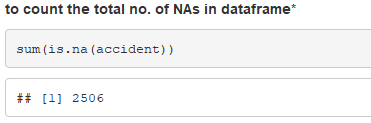 to count the total no. of NAs in dataframe*
sum(is.na(accident))
## [1] 2506